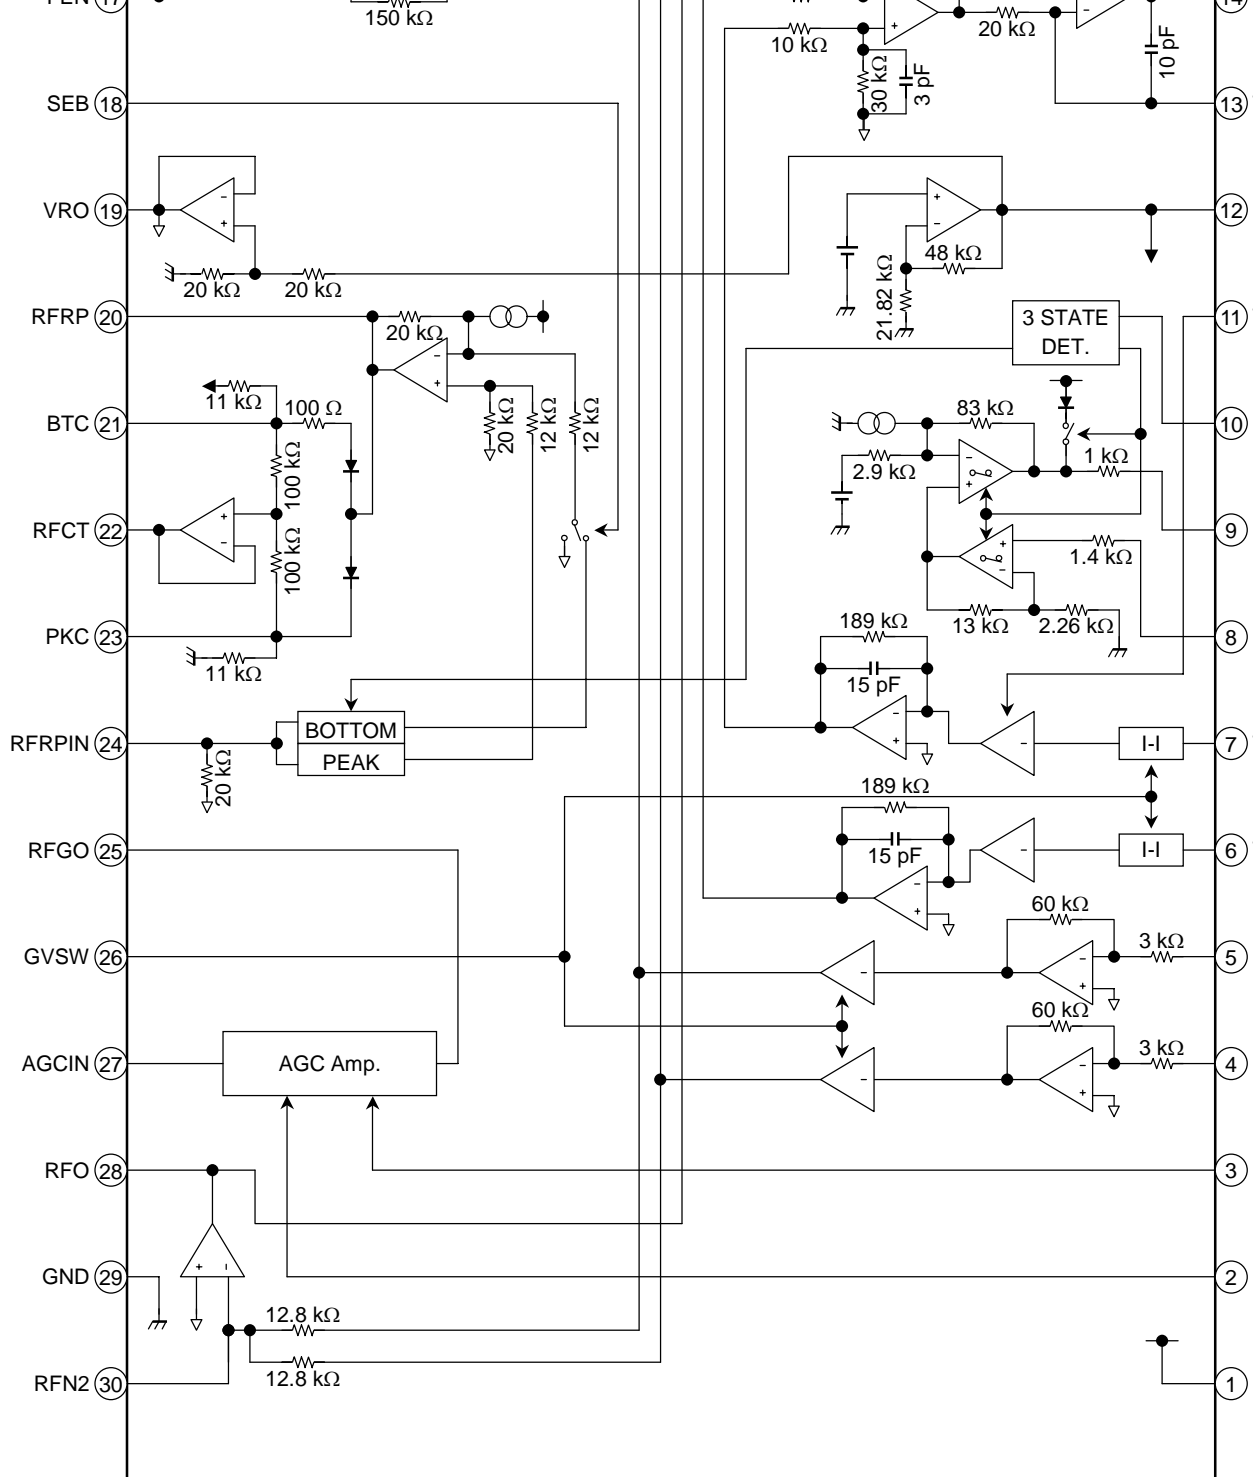 17
150 kΩ
20 kΩ
10 kΩ
30 kΩ
3 pF
10 pF
SEB 18
13
VRO 19
12
20 kΩ
20 kΩ
48 kΩ
21.82 kΩ
RFRP 20
20 kΩ
3 STATE
DET.
11
11 kΩ
BTC 21
100 Ω
20 kΩ
12 kΩ
12 kΩ
83 kΩ
10
2.9 kΩ
1 kΩ
100 kΩ
RFCT 22
9
100 kΩ
1.4 kΩ
13 kΩ
2.26 kΩ
PKC 23
189 kΩ
8
11 kΩ
15 pF
RFRPIN 24
BOTTOM
PEAK
I-I
7
20 kΩ
189 kΩ
RFGO 25
15 pF
I-I
6
60 kΩ
GVSW 26
3 kΩ
5
60 kΩ
AGCIN 27
AGC Amp.
3 kΩ
4
RFO 28
3
GND 29
2
12.8 kΩ
12.8 kΩ
RFN2 30
1